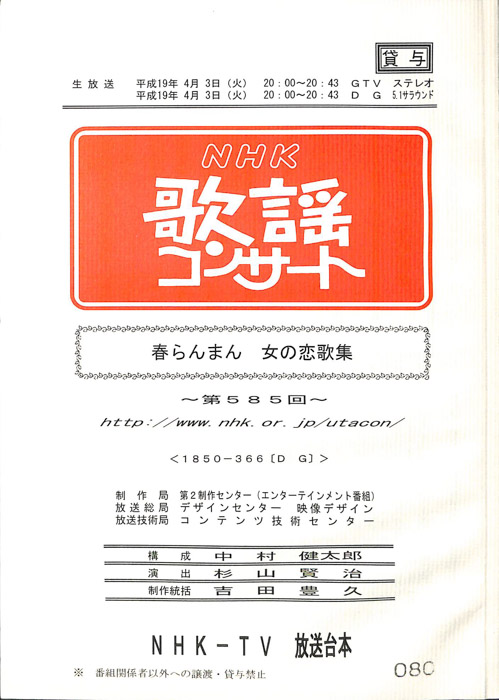 貸与
生放送 平成19年 4月 3日(火) 20:00〜20:43 GTV ステレオ
平成19年 4月 3日(火) 20:00〜20:43 DG 5.1サラウンド
NHK
歌謡
コンサート
春らんまん 女の恋歌集
〜第585回〜
http://www.nhk.or.jp/utacon/
<1850-366〔DG〕>
制作局 第2制作センター(エンターテインメント番組)
放送総局 デザインセンター 映像デザイン
放送技術局 コンテンツ技術センター
構成 中村 健太郎
演出 杉山 賢治
制作統括 吉田 豊久
NHK-TV 放送台本
※ 番組関係者以外への譲渡・貸与禁止
080